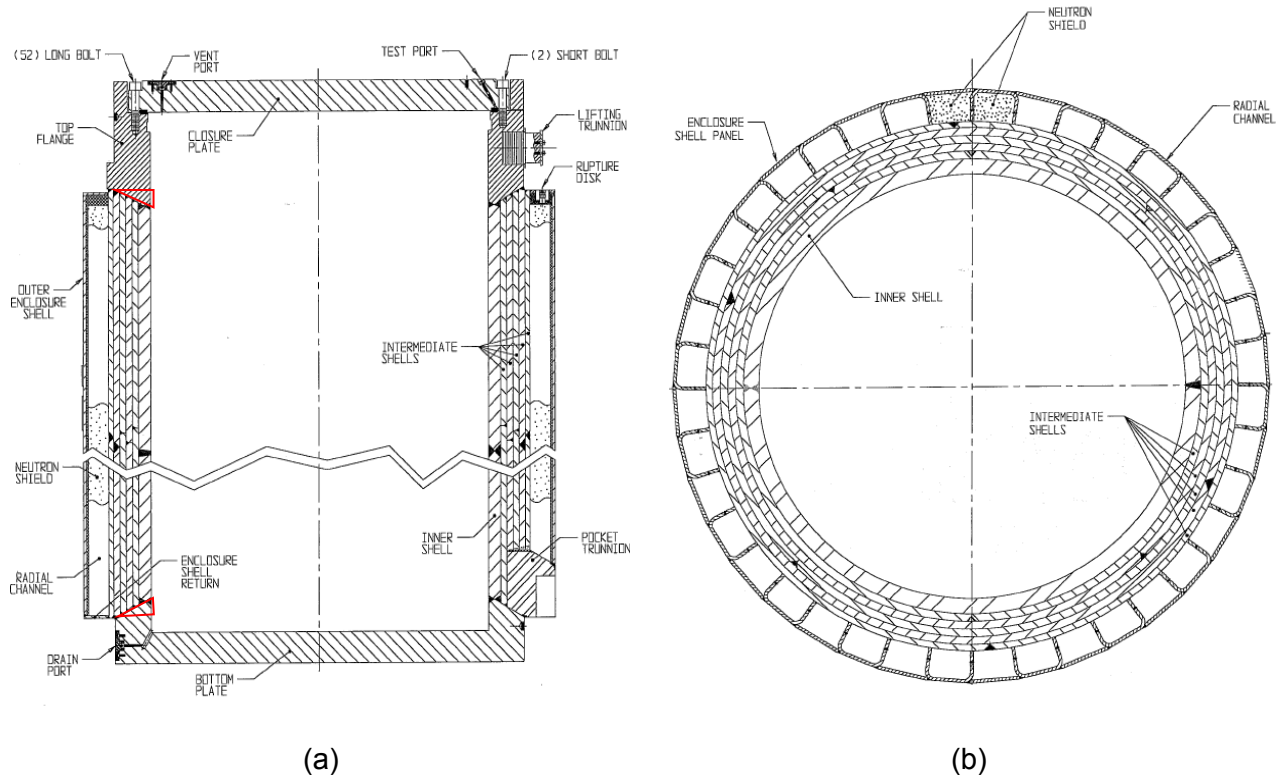 (52) LONG BOLT
VENT
PORT
TEST PORT
(2) SHORT BOLT
TOP
FLANGE
CLOSURE
PLATE
LIFTING
TRUNNION
RUPTURE
DISK
OUTER
ENCLOSURE
SHELL
INTERMEDIATE
SHELLS
NEUTRON
SHIELD
INNER
SHELL
POCKET
TRUNNION
RADIAL
CHANNEL
ENCLOSURE
SHELL
RETURN
DRAIN
PORT
BOTTOM
PLATE
(a)
NEUTRON
SHIELD
ENCLOSURE
SHELL PANEL
RADIAL
CHANNEL
INNER SHELL
INTERMEDIATE
SHELLS
(b)